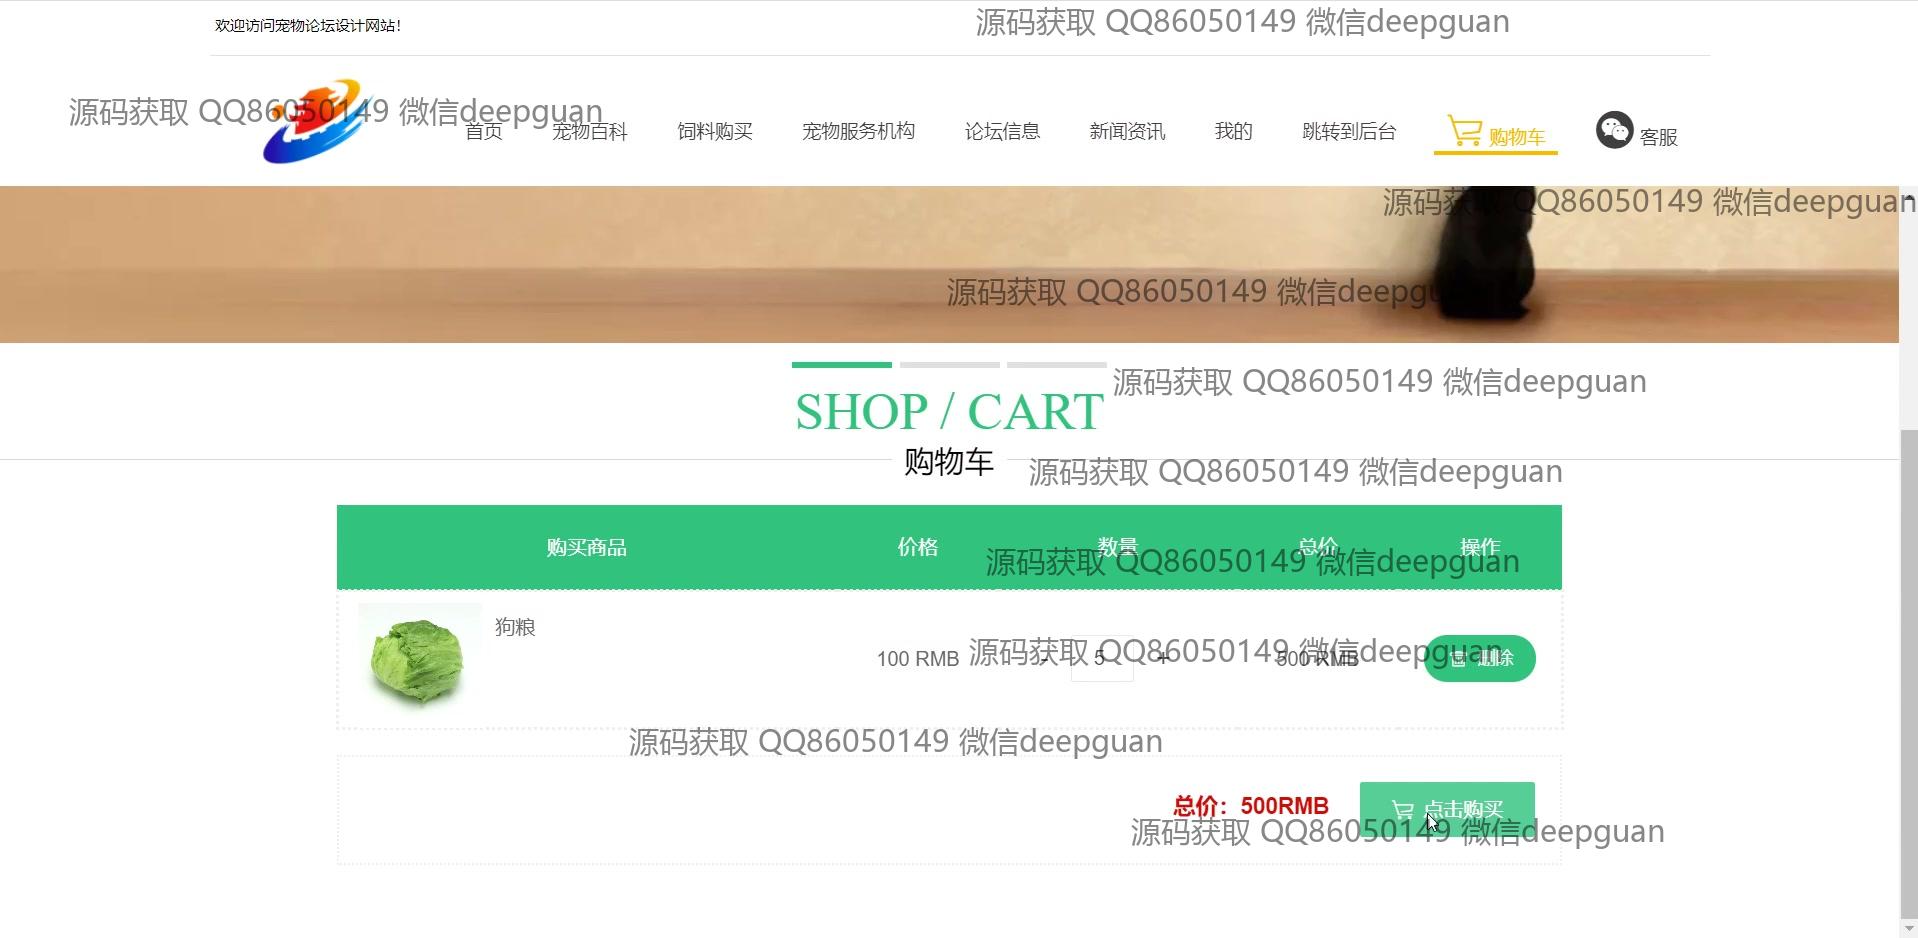 欢迎访问宠物论坛设计网站!
源码获取 QQ86050149 微信deepguan
源码获取 QQ86050149 微信deepguan
首页 宠物百科 饲料购买 宠物服务机构 论坛信息 新闻资讯 我的 跳转到后台 购物车 客服
源码获取 QQ86050149 微信deepguan
源码获取 QQ86050149 微信deepguan
源码获取 QQ86050149 微信deepguan
SHOP / CART
购物车
源码获取 QQ86050149 微信deepguan
购买商品 价格 数量 总价 操作
源码获取 QQ86050149 微信deepguan
狗粮
100 RMB - 5 + 500 RMB 删除
源码获取 QQ86050149 微信deepguan
源码获取 QQ86050149 微信deepguan
总价：500RMB 点击购买
源码获取 QQ86050149 微信deepguan